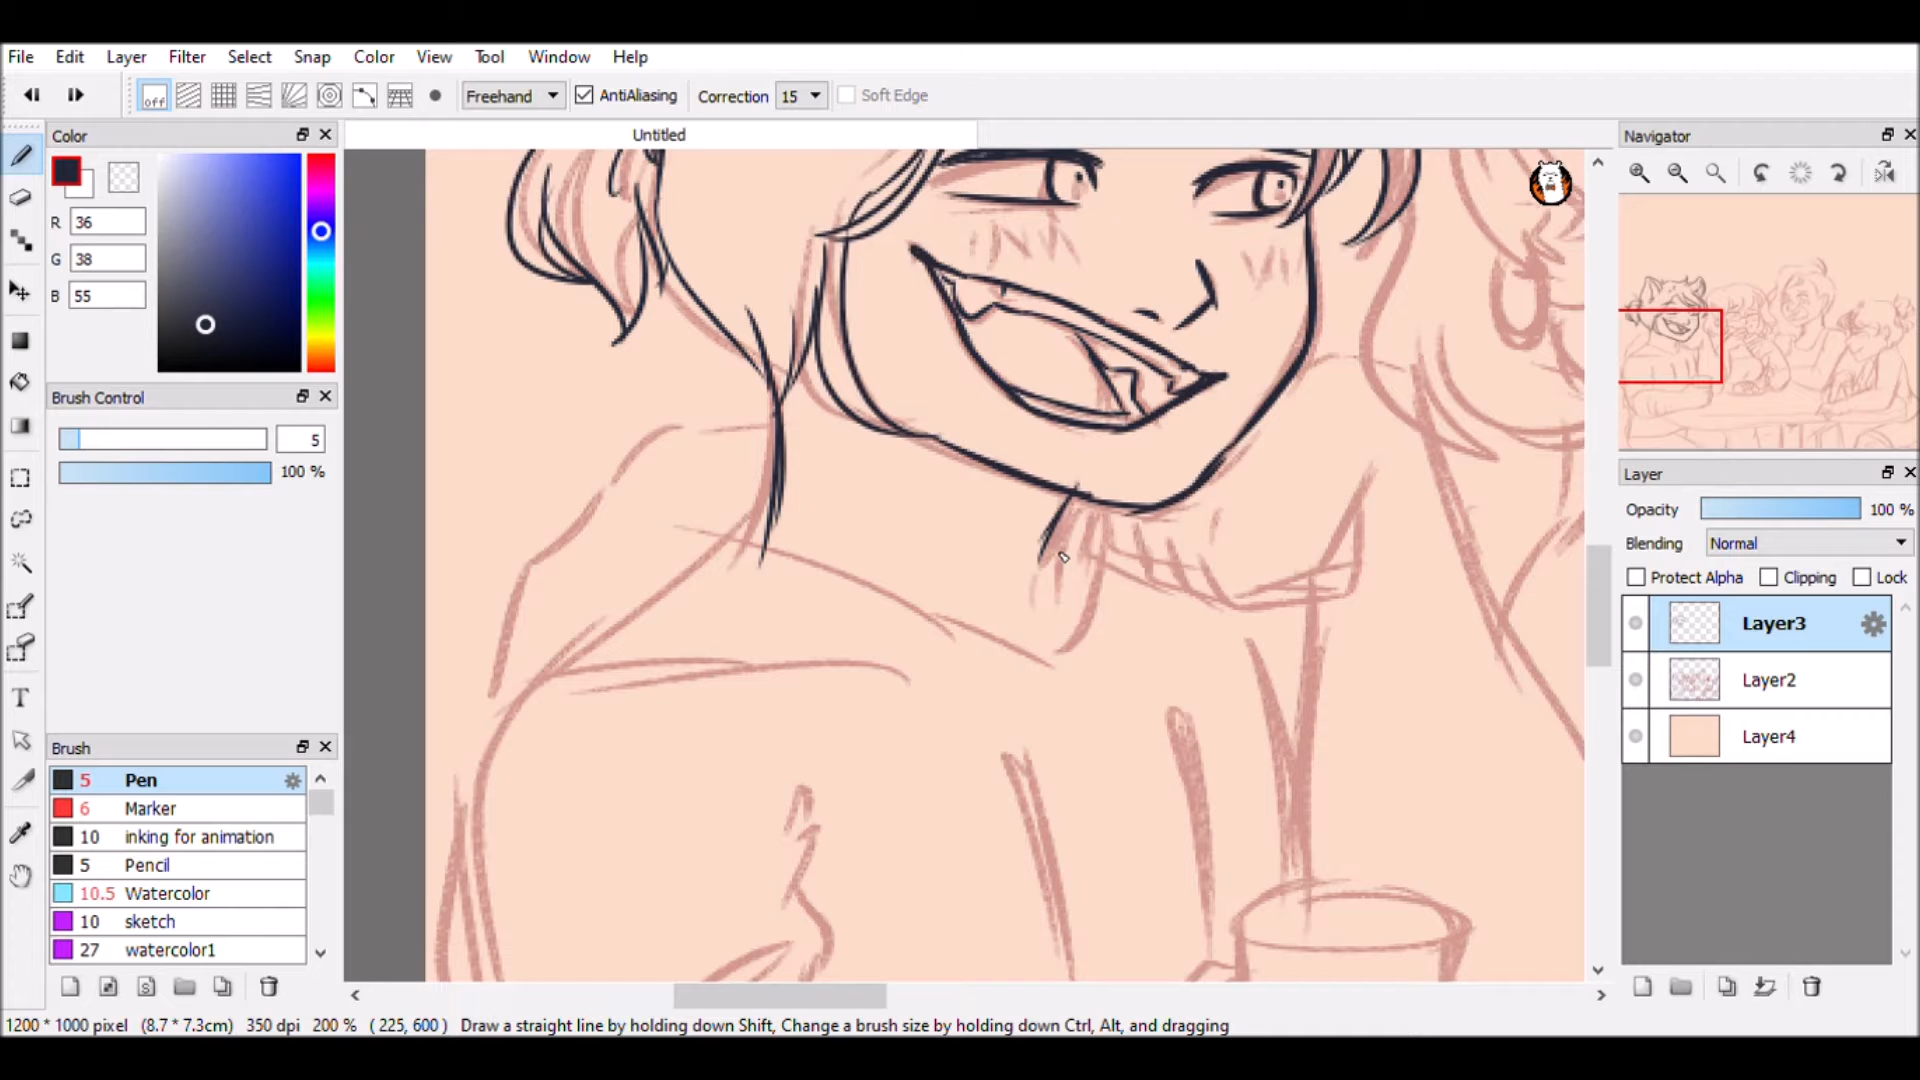 File Edit Layer Filter Select Snap Color View Tool Window Help
off Freehand AntiAliasing Correction 15 Soft Edge
Color
Untitled
Navigator
R 36
G 38
B 55
Brush Control
5
100 %
Layer
Opacity 100 %
Blending Normal
Protect Alpha Clipping Lock
Layer3
Layer2
Layer4
Brush
5 Pen
6 Marker
10 inking for animation
5 Pencil
10.5 Watercolor
10 sketch
27 watercolor1
T
S
1200 * 1000 pixel (8.7 * 7.3cm) 350 dpi 200 % ( 225, 600 ) Draw a straight line by holding down Shift, Change a brush size by holding down Ctrl, Alt, and dragging